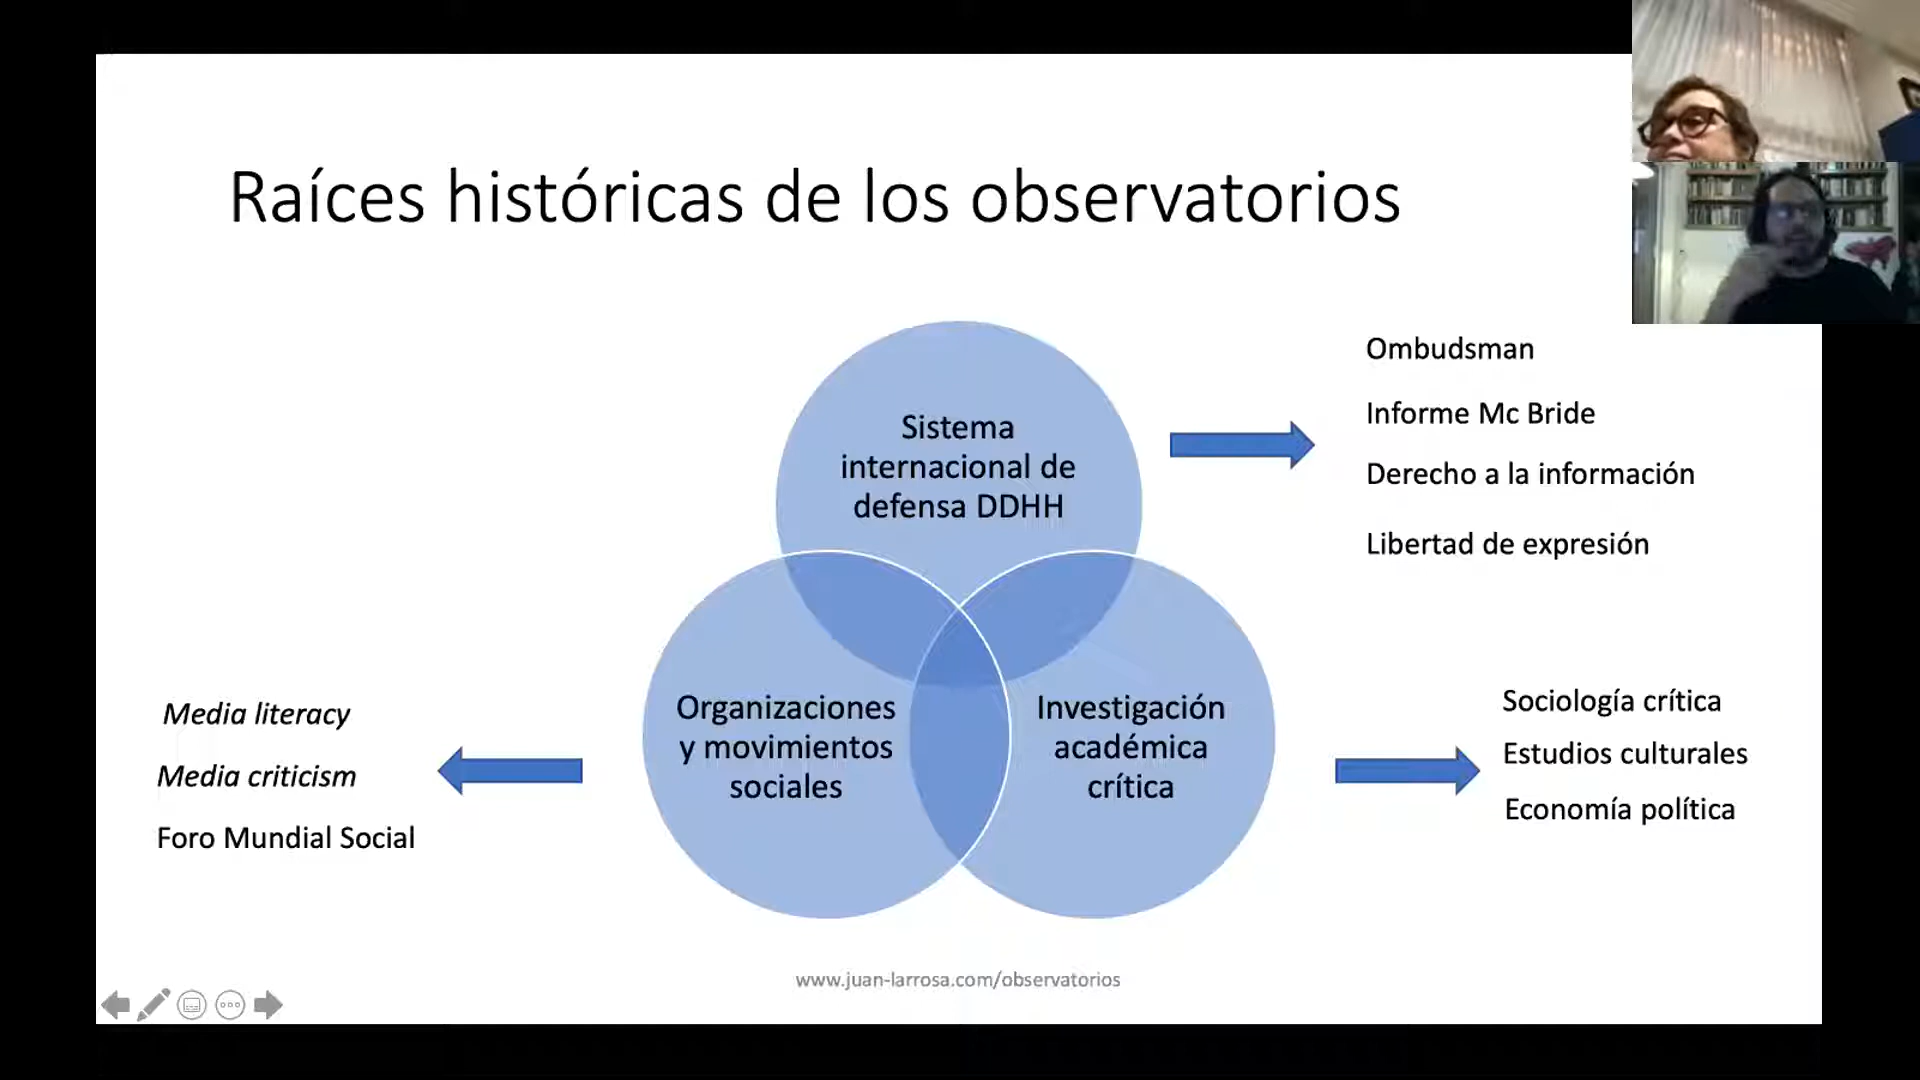 Raíces históricas de los observatorios
Sistema
internacional de
defensa DDHH
Ombudsman
Informe Mc Bride
Derecho a la información
Libertad de expresión
Organizaciones
y movimientos
sociales
Media literacy
Media criticism
Foro Mundial Social
Investigación
académica
crítica
Sociología crítica
Estudios culturales
Economía política
www.juan-larrosa.com/observatorios